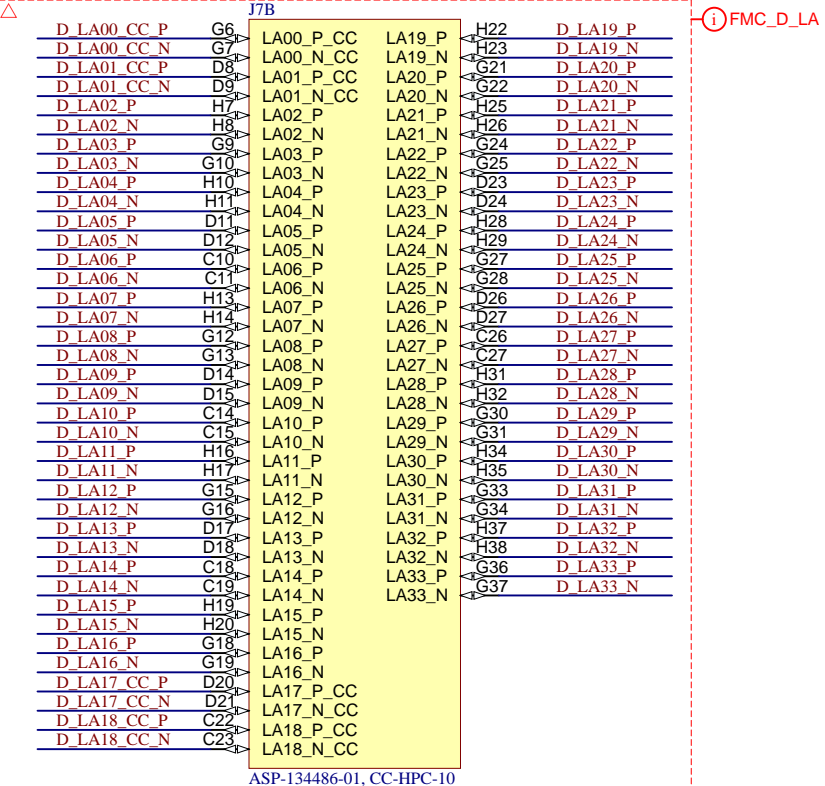 J7B
FMC_D_LA
D_LA00_CC_P G6 LA00_P_CC LA19_P H22 D_LA19_P
D_LA00_CC_N G7 LA00_N_CC LA19_N H23 D_LA19_N
D_LA01_CC_P D8 LA01_P_CC LA20_P G21 D_LA20_P
D_LA01_CC_N D9 LA01_N_CC LA20_N G22 D_LA20_N
D_LA02_P H7 LA02_P LA21_P H25 D_LA21_P
D_LA02_N H8 LA02_N LA21_N H26 D_LA21_N
D_LA03_P G9 LA03_P LA22_P G24 D_LA22_P
D_LA03_N G10 LA03_N LA22_N G25 D_LA22_N
D_LA04_P H10 LA04_P LA23_P D23 D_LA23_P
D_LA04_N H11 LA04_N LA23_N D24 D_LA23_N
D_LA05_P D11 LA05_P LA24_P H28 D_LA24_P
D_LA05_N D12 LA05_N LA24_N H29 D_LA24_N
D_LA06_P C10 LA06_P LA25_P G27 D_LA25_P
D_LA06_N C11 LA06_N LA25_N G28 D_LA25_N
D_LA07_P H13 LA07_P LA26_P D26 D_LA26_P
D_LA07_N H14 LA07_N LA26_N D27 D_LA26_N
D_LA08_P G12 LA08_P LA27_P C26 D_LA27_P
D_LA08_N G13 LA08_N LA27_N C27 D_LA27_N
D_LA09_P D14 LA09_P LA28_P H31 D_LA28_P
D_LA09_N D15 LA09_N LA28_N H32 D_LA28_N
D_LA10_P C14 LA10_P LA29_P G30 D_LA29_P
D_LA10_N C15 LA10_N LA29_N G31 D_LA29_N
D_LA11_P H16 LA11_P LA30_P H34 D_LA30_P
D_LA11_N H17 LA11_N LA30_N H35 D_LA30_N
D_LA12_P G15 LA12_P LA31_P G33 D_LA31_P
D_LA12_N G16 LA12_N LA31_N G34 D_LA31_N
D_LA13_P D17 LA13_P LA32_P H37 D_LA32_P
D_LA13_N D18 LA13_N LA32_N H38 D_LA32_N
D_LA14_P C18 LA14_P LA33_P G36 D_LA33_P
D_LA14_N C19 LA14_N LA33_N G37 D_LA33_N
D_LA15_P H19 LA15_P
D_LA15_N H20 LA15_N
D_LA16_P G18 LA16_P
D_LA16_N G19 LA16_N
D_LA17_CC_P D20 LA17_P_CC
D_LA17_CC_N D21 LA17_N_CC
D_LA18_CC_P C22 LA18_P_CC
D_LA18_CC_N C23 LA18_N_CC
ASP-134486-01, CC-HPC-10